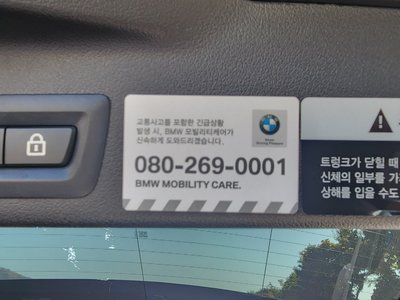 교통사고를 포함한 긴급상황
발생 시, BMW 모빌리티케어가
신속하게 도와드리겠습니다.
080-269-0001
BMW MOBILITY CARE.
트렁크가 닫힐 때
신체의 일부를 가
상해를 입을 수도